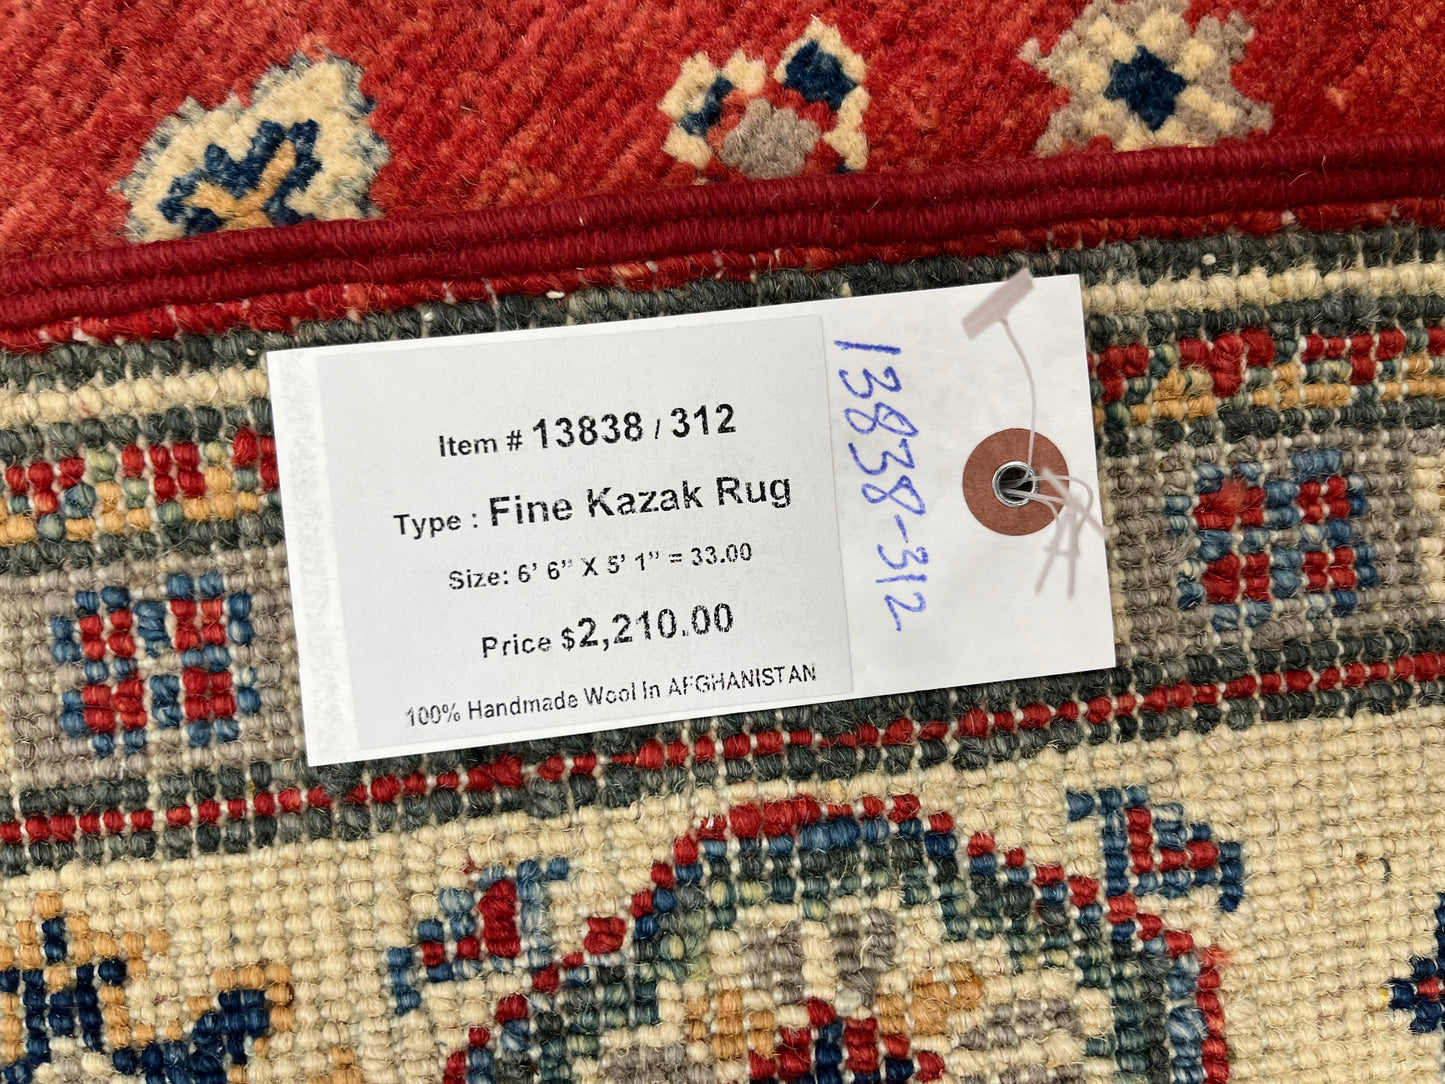 Item # 13838 / 312
Type : Fine Kazak Rug
Size: 6' 6" X 5' 1" = 33.00
Price $2,210.00
100% Handmade Wool In AFGHANISTAN
13838-312